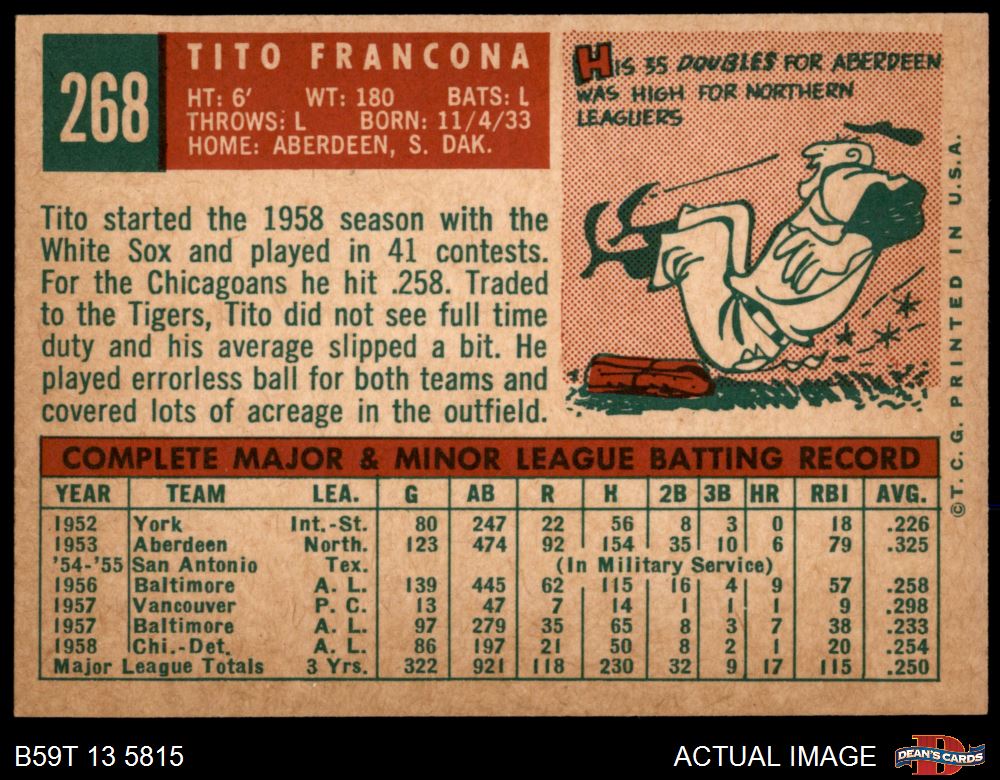 268
TITO FRANCONA
HT: 6' WT: 180 BATS: L
THROWS: L BORN: 11/4/33
HOME: ABERDEEN, S. DAK.
HIS 35 DOUBLES FOR ABERDEEN
WAS HIGH FOR NORTHERN
LEAGUERS
Tito started the 1958 season with the
White Sox and played in 41 contests.
For the Chicagoans he hit .258. Traded
to the Tigers, Tito did not see full time
duty and his average slipped a bit. He
played errorless ball for both teams and
covered lots of acreage in the outfield.
©T. C. G. PRINTED IN U.S.A.
COMPLETE MAJOR & MINOR LEAGUE BATTING RECORD
YEAR TEAM LEA. G AB R H 2B 3B HR RBI AVG.
1952 York Int.-St. 80 247 22 56 8 3 0 18 .226
1953 Aberdeen North. 123 474 92 154 35 10 6 79 .325
'54-'55 San Antonio Tex. (In Military Service)
1956 Baltimore A. L. 139 445 62 115 16 4 9 57 .258
1957 Vancouver P. C. 13 47 7 14 1 1 1 9 .298
1957 Baltimore A. L. 97 279 35 65 8 3 7 38 .233
1958 Chi.-Det. A. L. 86 197 21 50 8 2 1 20 .254
Major League Totals 3 Yrs. 322 921 118 230 32 9 17 115 .250
B59T 13 5815
ACTUAL IMAGE
D
DEAN'S CARDS